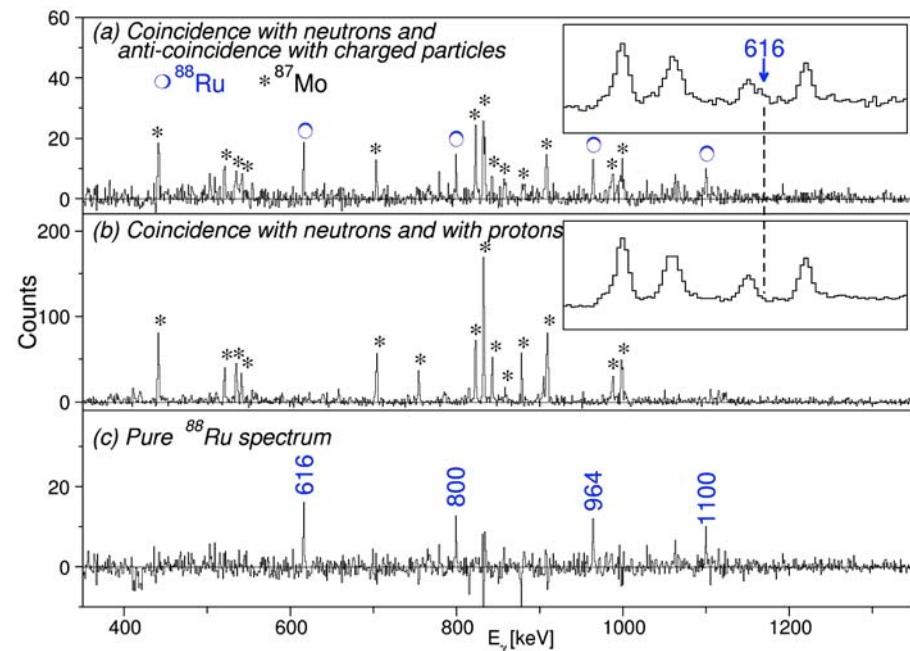 60
40
20
0
(a) Coincidence with neutrons and
anti-coincidence with charged particles
⁸⁸Ru * ⁸⁷Mo
* * * * * * * * * * * * * *
616
200
100
0
(b) Coincidence with neutrons and with protons
* * * * * * * * * * * * * *
Counts
20
0
(c) Pure ⁸⁸Ru spectrum
616
800
964
1100
400 600 800 1000 1200
Eγ [keV]